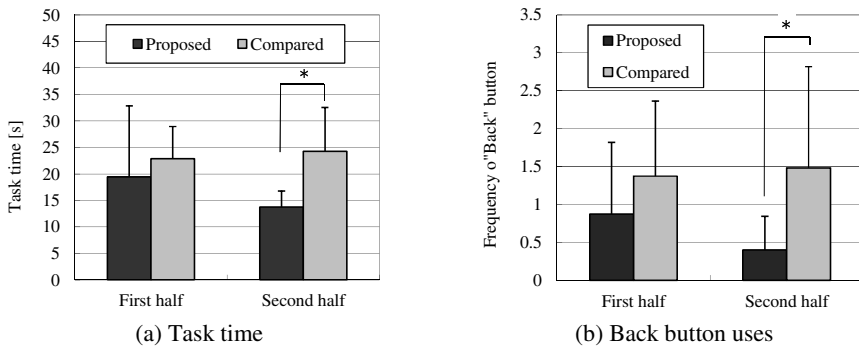 50
45
40
35
30
25
20
15
10
5
0
Task time [s]
Proposed
Compared
*
First half
Second half
(a) Task time
3.5
3
2.5
2
1.5
1
0.5
0
Frequency o"Back" button
Proposed
Compared
*
First half
Second half
(b) Back button uses